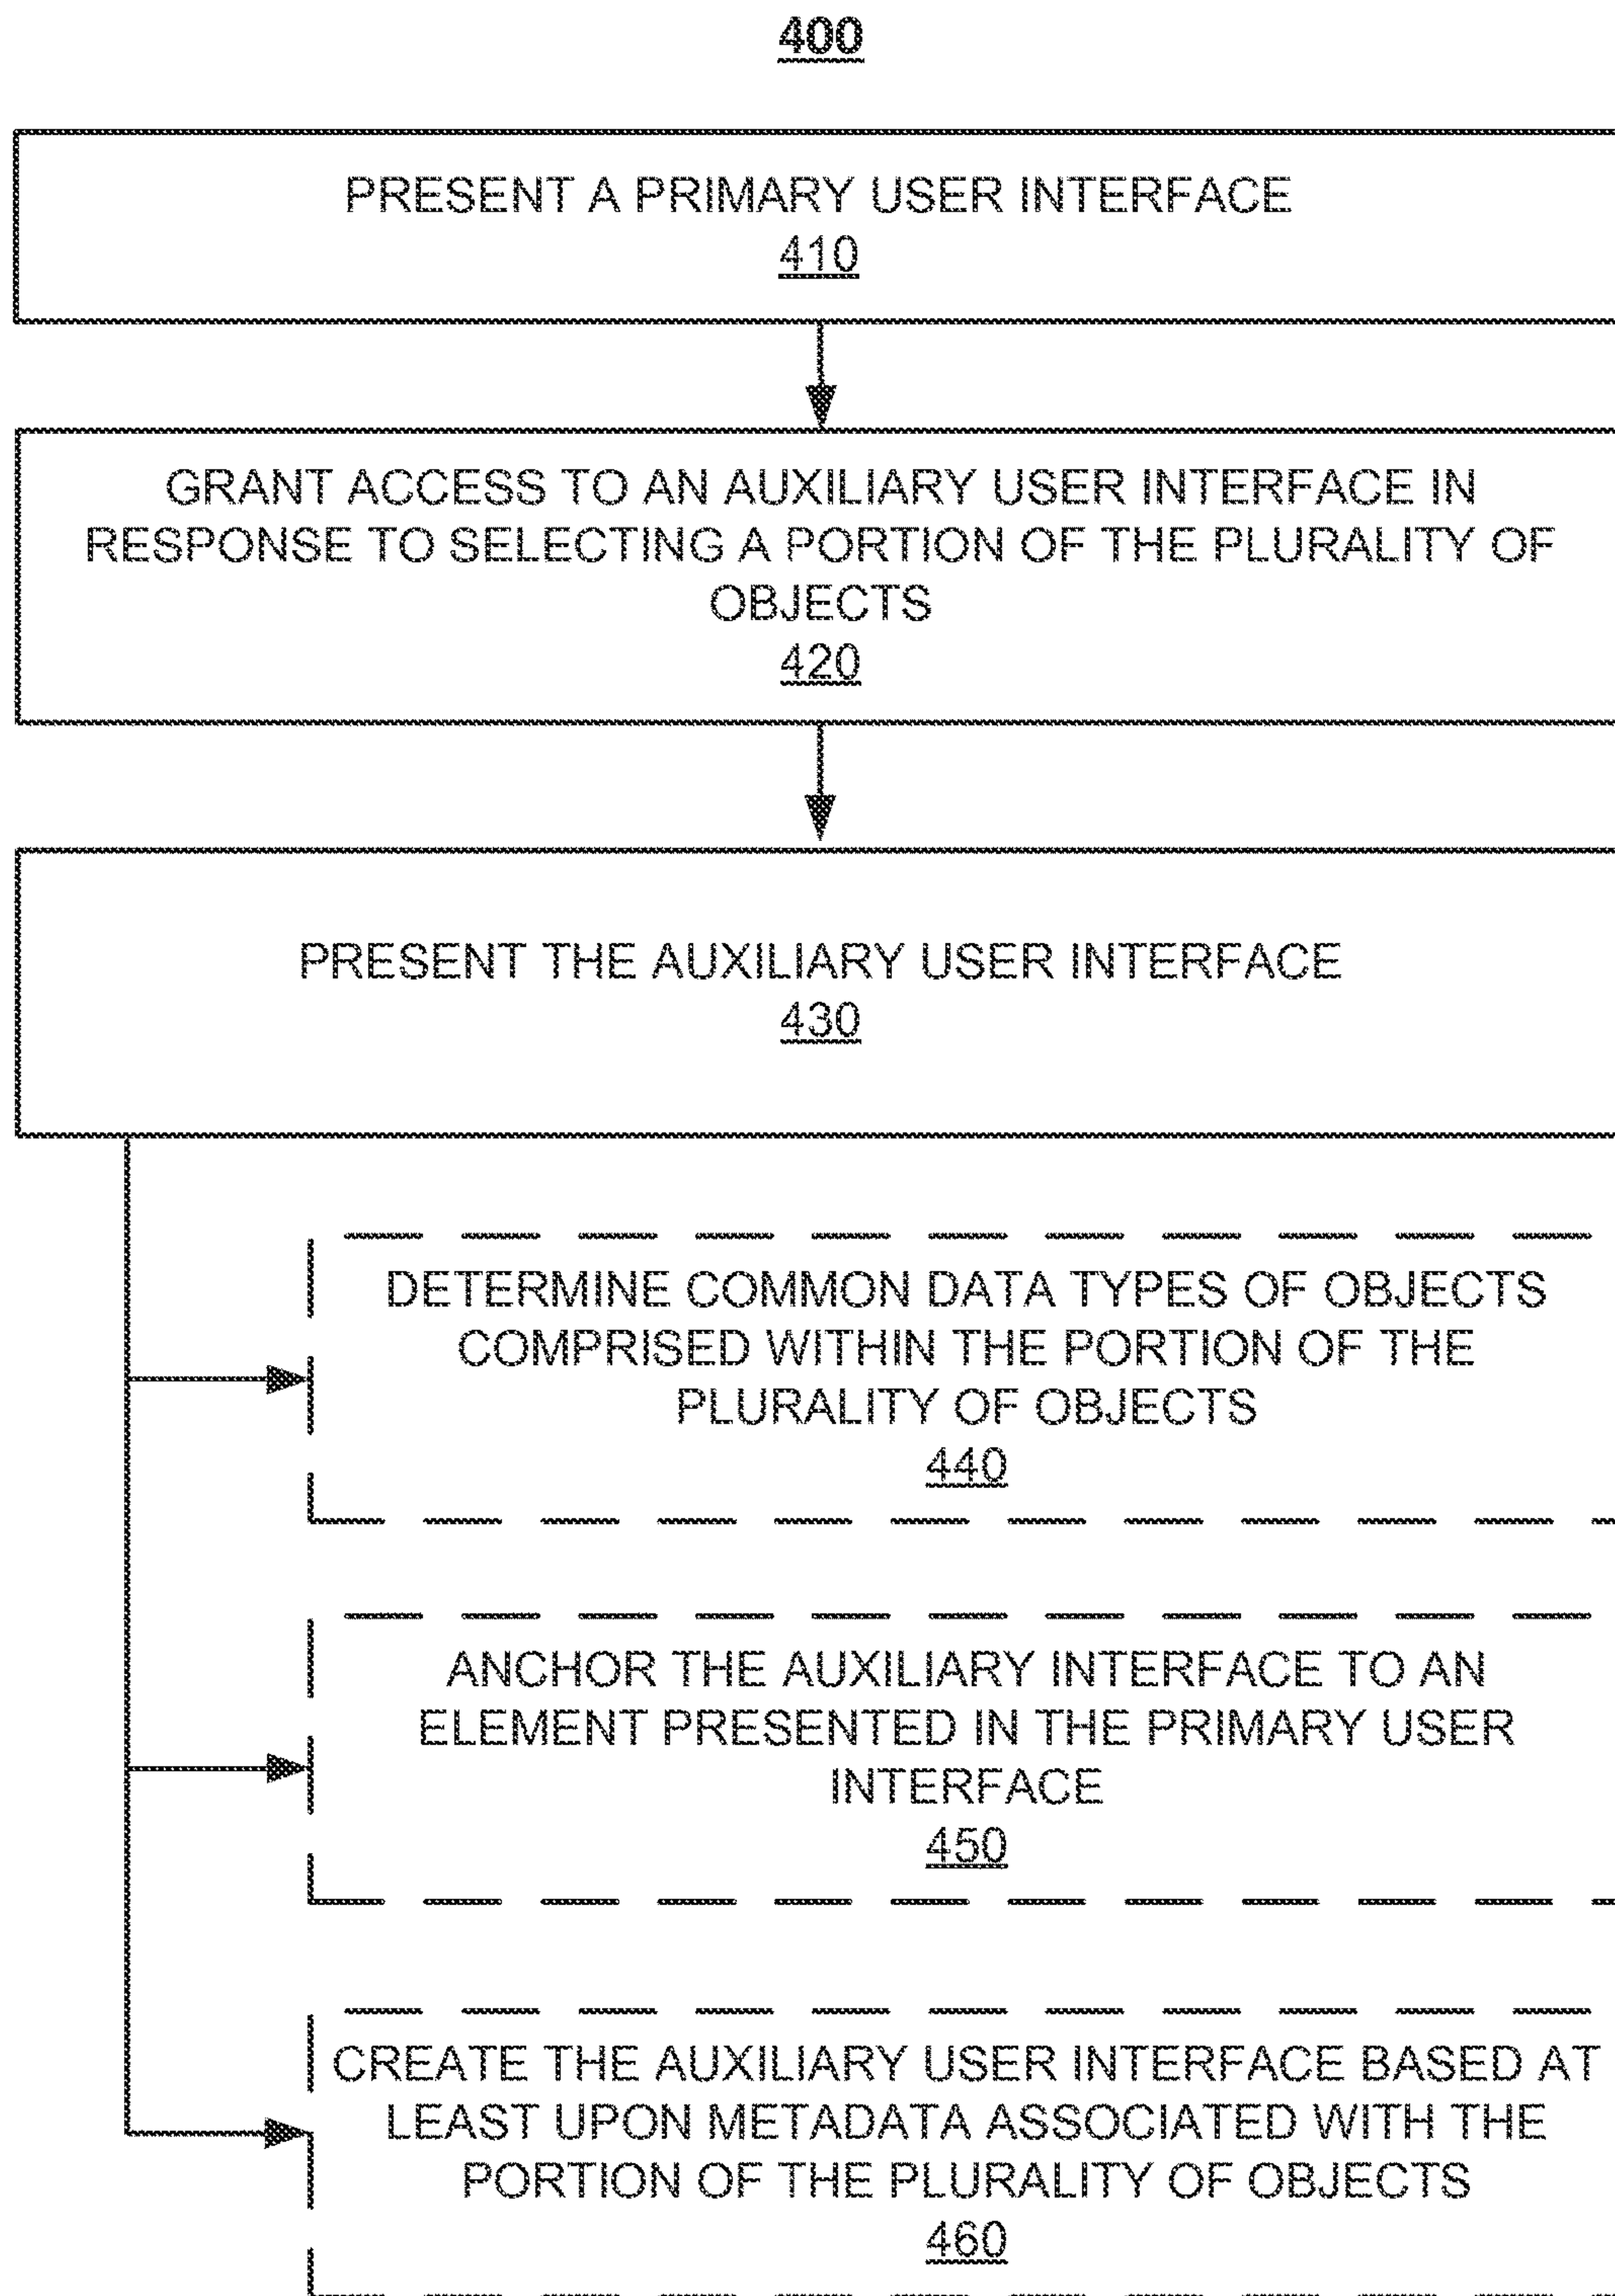 400
PRESENT A PRIMARY USER INTERFACE
410
GRANT ACCESS TO AN AUXILIARY USER INTERFACE IN
RESPONSE TO SELECTING A PORTION OF THE PLURALITY OF
OBJECTS
420
PRESENT THE AUXILIARY USER INTERFACE
430
DETERMINE COMMON DATA TYPES OF OBJECTS
COMPRISED WITHIN THE PORTION OF THE
PLURALITY OF OBJECTS
440
ANCHOR THE AUXILIARY INTERFACE TO AN
ELEMENT PRESENTED IN THE PRIMARY USER
INTERFACE
450
CREATE THE AUXILIARY USER INTERFACE BASED AT
LEAST UPON METADATA ASSOCIATED WITH THE
PORTION OF THE PLURALITY OF OBJECTS
460